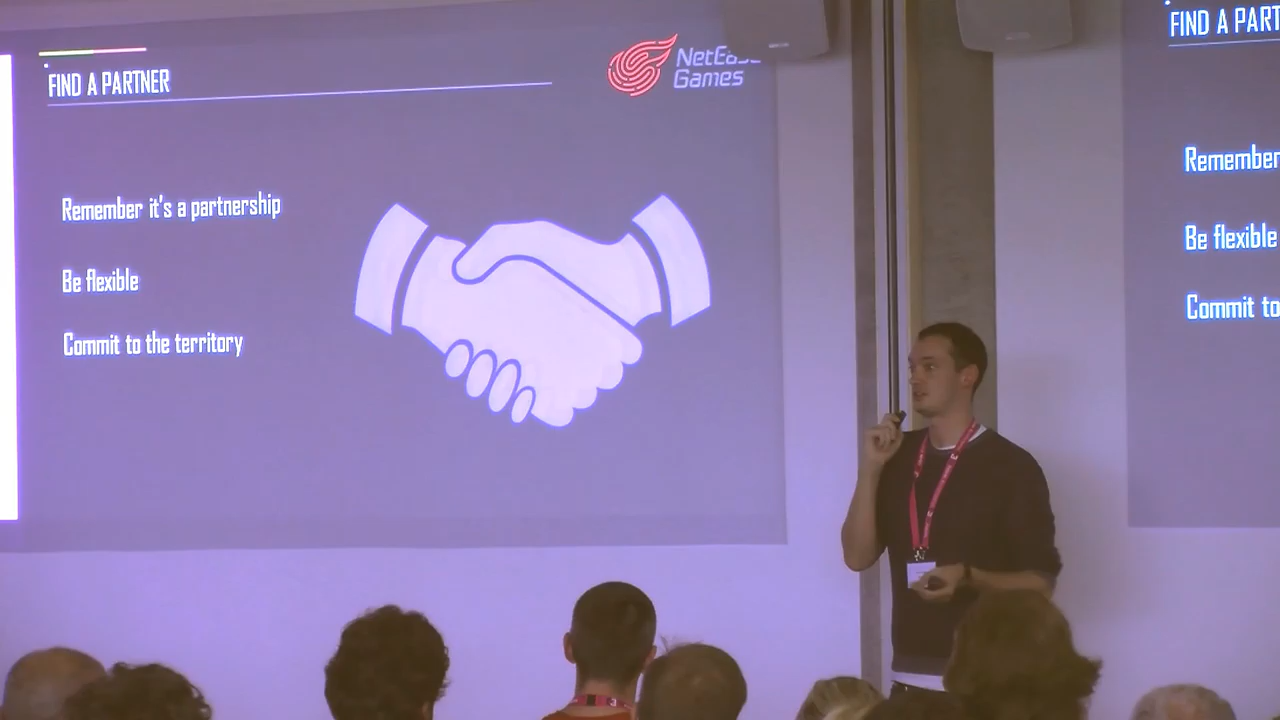 FIND A PARTNER
NetEase
Games
Remember it's a partnership
Be flexible
Commit to the territory
FIND A PART
Remember
Be flexible
Commit to